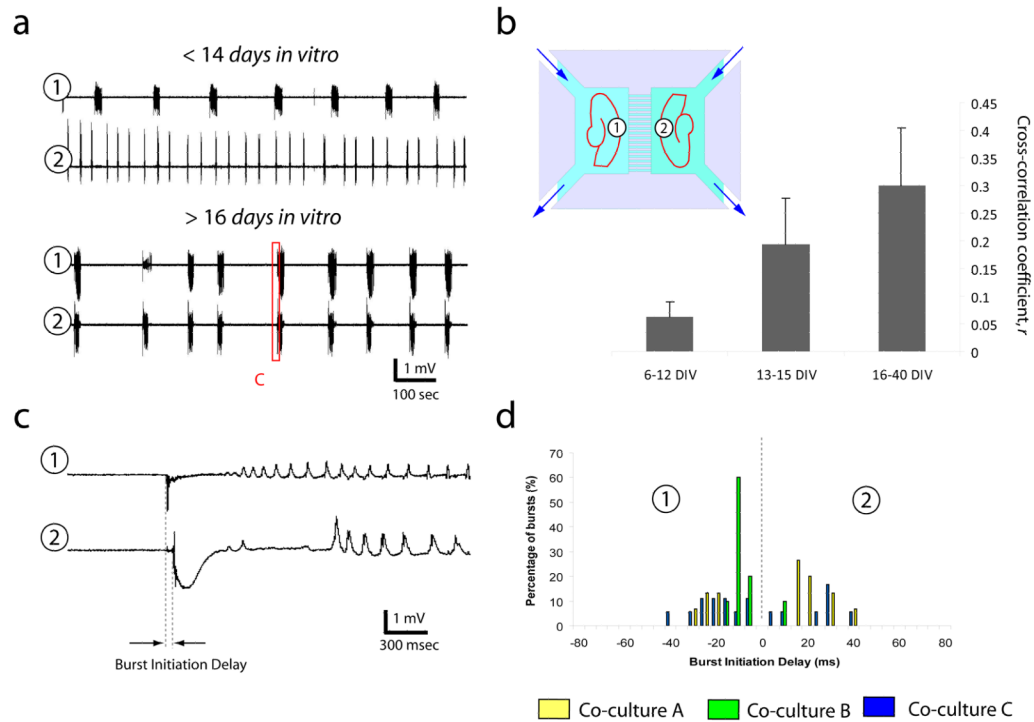 a
< 14 days in vitro
1
2
> 16 days in vitro
1
2
C
1 mV
100 sec
b
1
2
0.45
0.4
0.35
0.3
0.25
0.2
0.15
0.1
0.05
0
Cross-correlation coefficient, r
6-12 DIV 13-15 DIV 16-40 DIV
c
1
2
1 mV
300 msec
Burst Initiation Delay
d
Percentage of bursts (%)
70
60
50
40
30
20
10
0
1
2
-80 -60 -40 -20 0 20 40 60 80
Burst Initiation Delay (ms)
Co-culture A Co-culture B Co-culture C